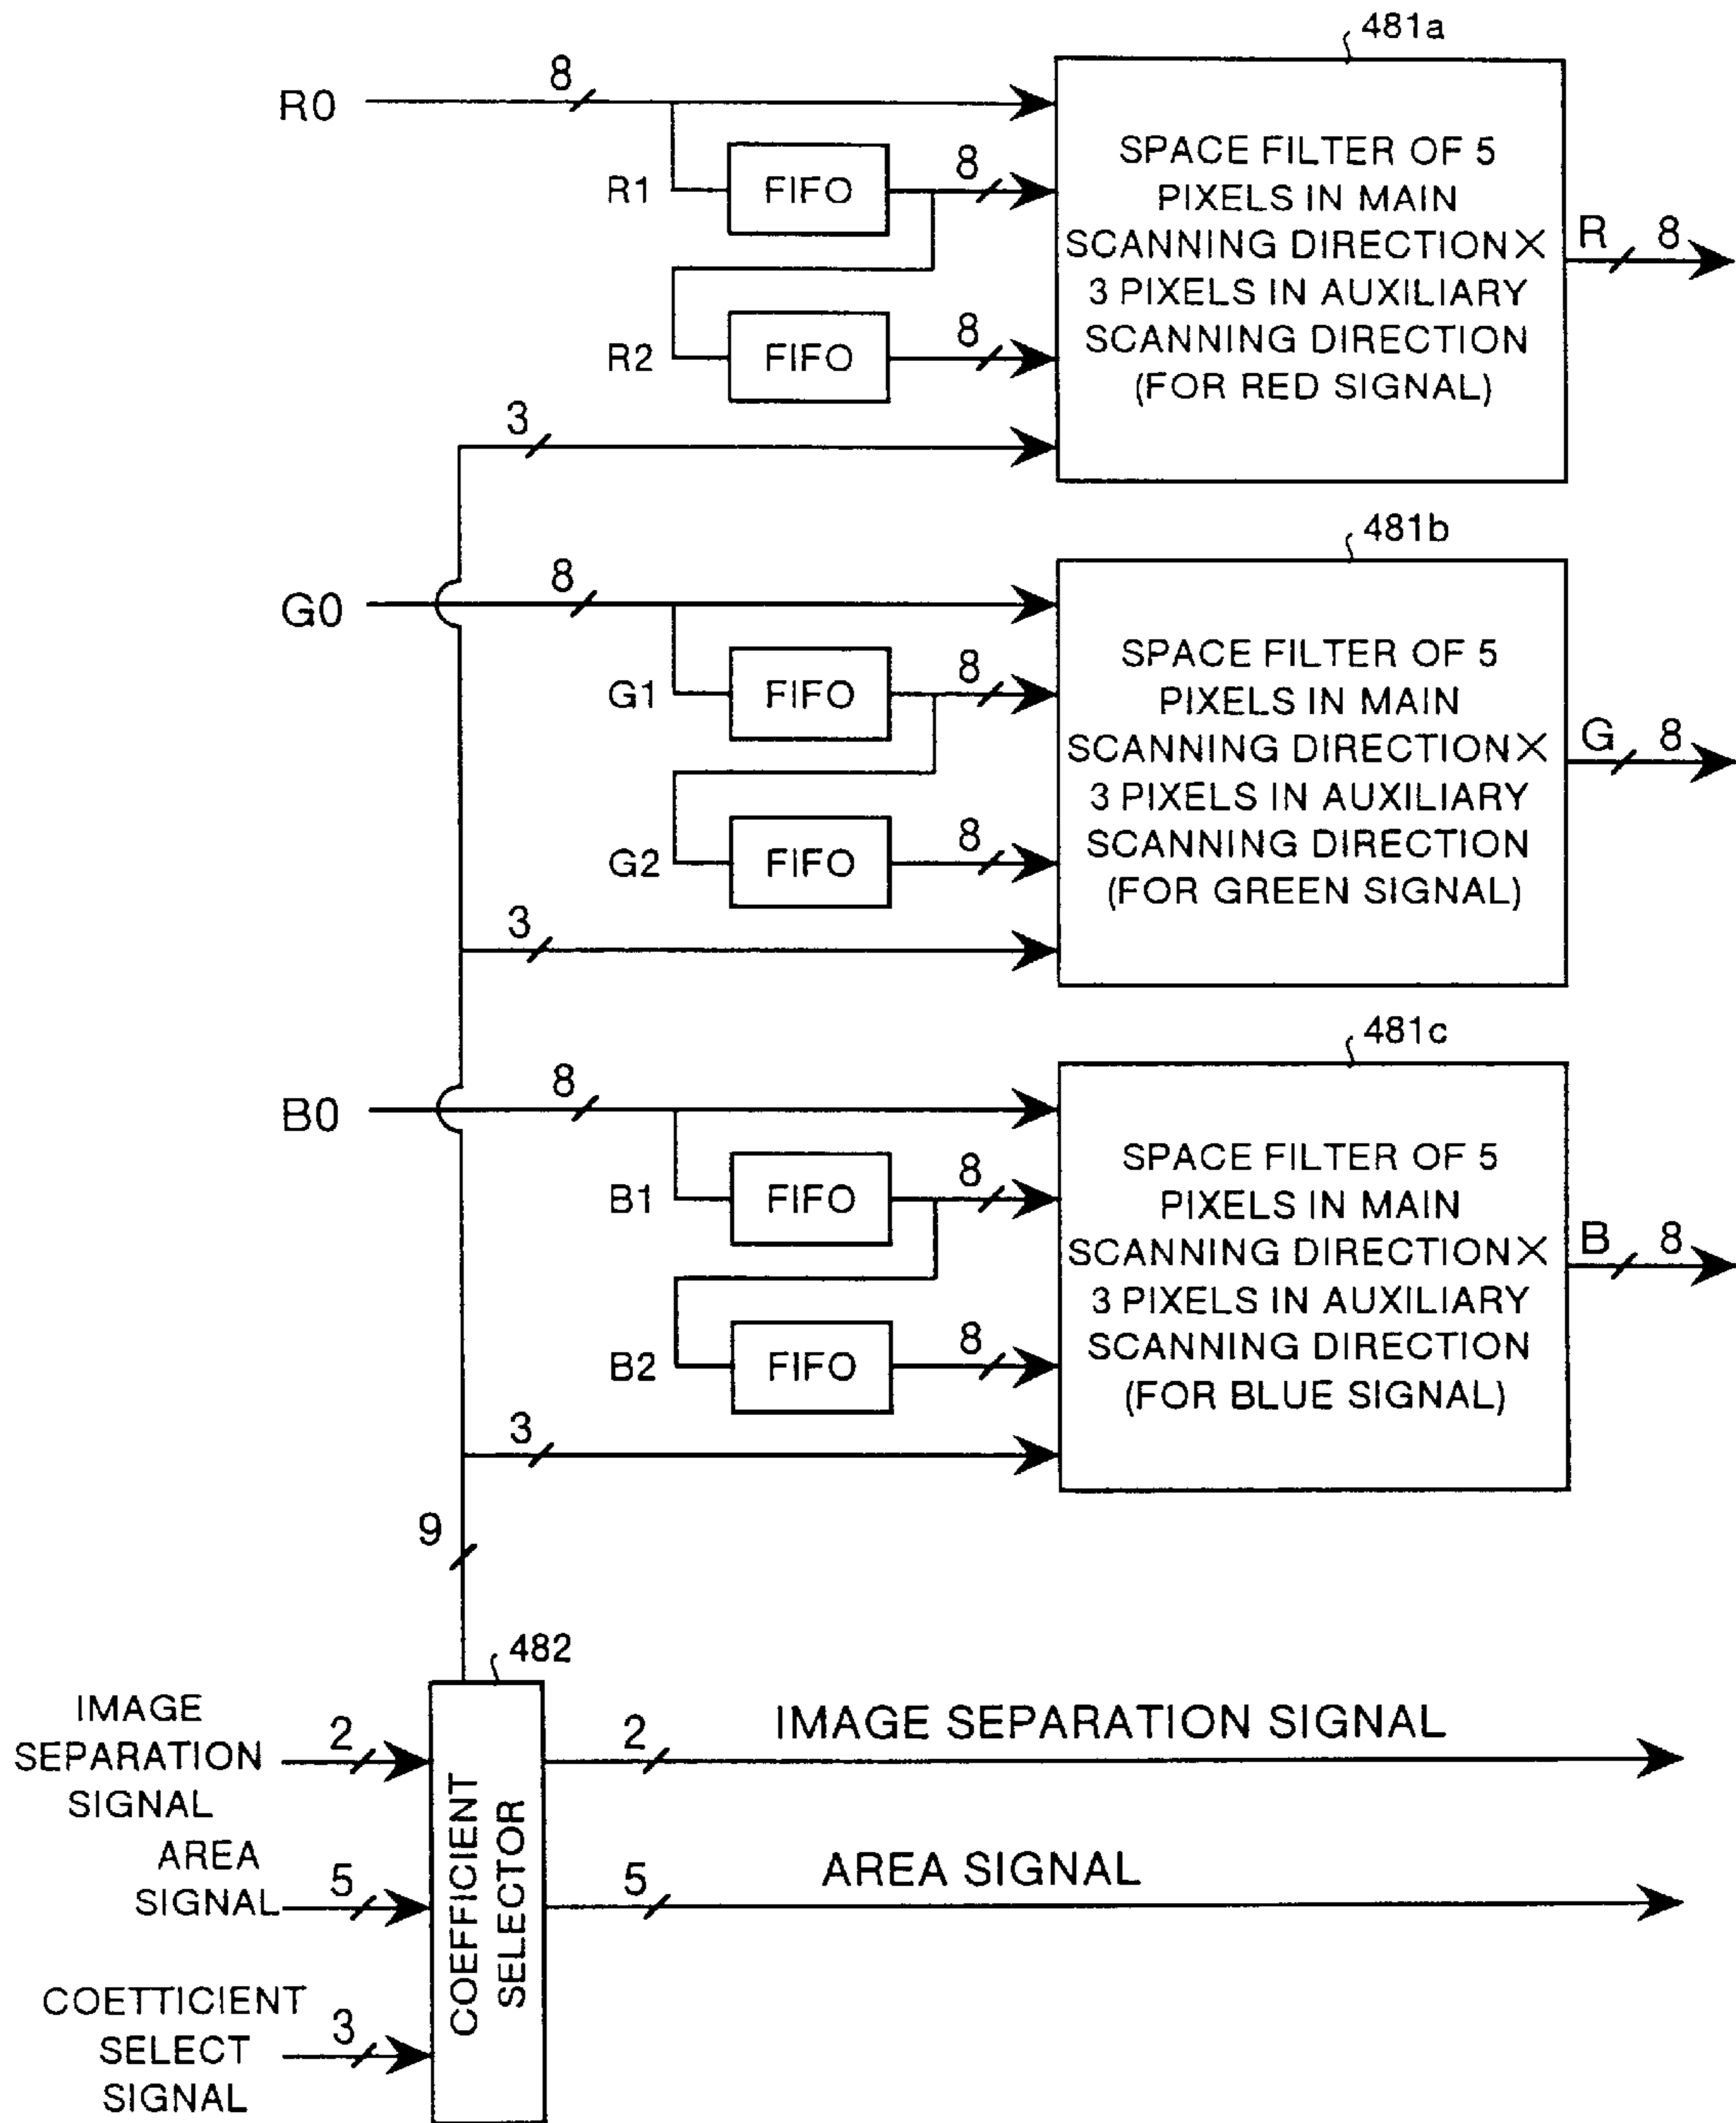 481a
R0
8
SPACE FILTER OF 5
PIXELS IN MAIN
SCANNING DIRECTION×
3 PIXELS IN AUXILIARY
SCANNING DIRECTION
(FOR RED SIGNAL)
R1
FIFO
8
R 8
R2
FIFO
8
3
481b
G0
8
SPACE FILTER OF 5
PIXELS IN MAIN
SCANNING DIRECTION×
3 PIXELS IN AUXILIARY
SCANNING DIRECTION
(FOR GREEN SIGNAL)
G1
FIFO
8
G 8
G2
FIFO
8
3
481c
B0
8
SPACE FILTER OF 5
PIXELS IN MAIN
SCANNING DIRECTION×
3 PIXELS IN AUXILIARY
SCANNING DIRECTION
(FOR BLUE SIGNAL)
B1
FIFO
8
B 8
B2
FIFO
8
3
9
482
IMAGE
SEPARATION
SIGNAL
2
COEFFICIENT
SELECTOR
2
IMAGE SEPARATION SIGNAL
AREA
SIGNAL
5
5
AREA SIGNAL
COETTICIENT
SELECT
SIGNAL
3